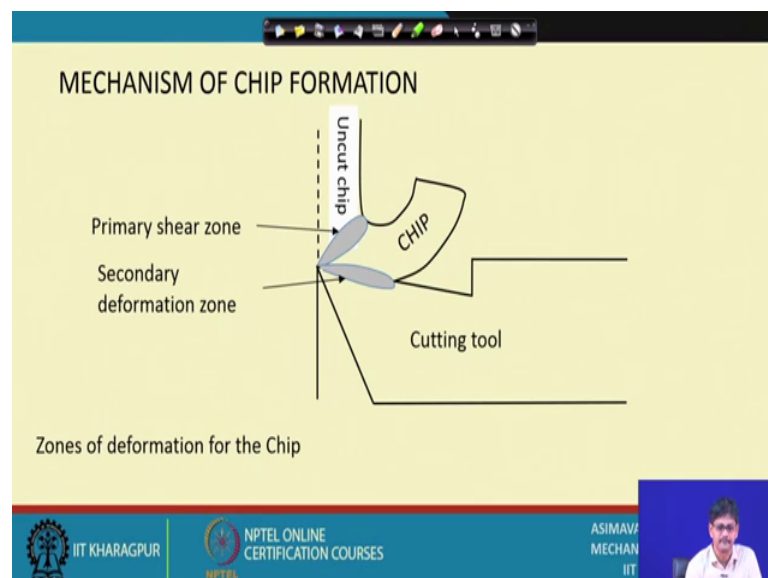 MECHANISM OF CHIP FORMATION
Uncut chip
Primary shear zone
CHIP
Secondary
deformation zone
Cutting tool
Zones of deformation for the Chip
IIT KHARAGPUR
NPTEL ONLINE
CERTIFICATION COURSES
NPTEL
ASIMAVA
MECHAN
IIT